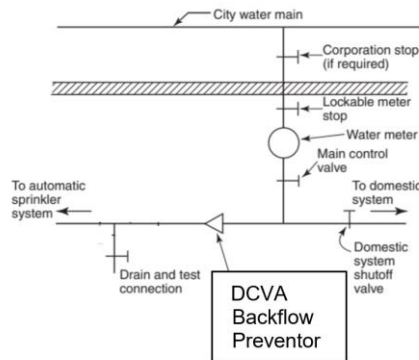 City water main
Corporation stop
(if required)
Lockable meter
stop
Water meter
Main control
valve
To automatic
sprinkler
system
To domestic
system
Drain and test
connection
Domestic
system
shutoff
valve
DCVA
Backflow
Preventor